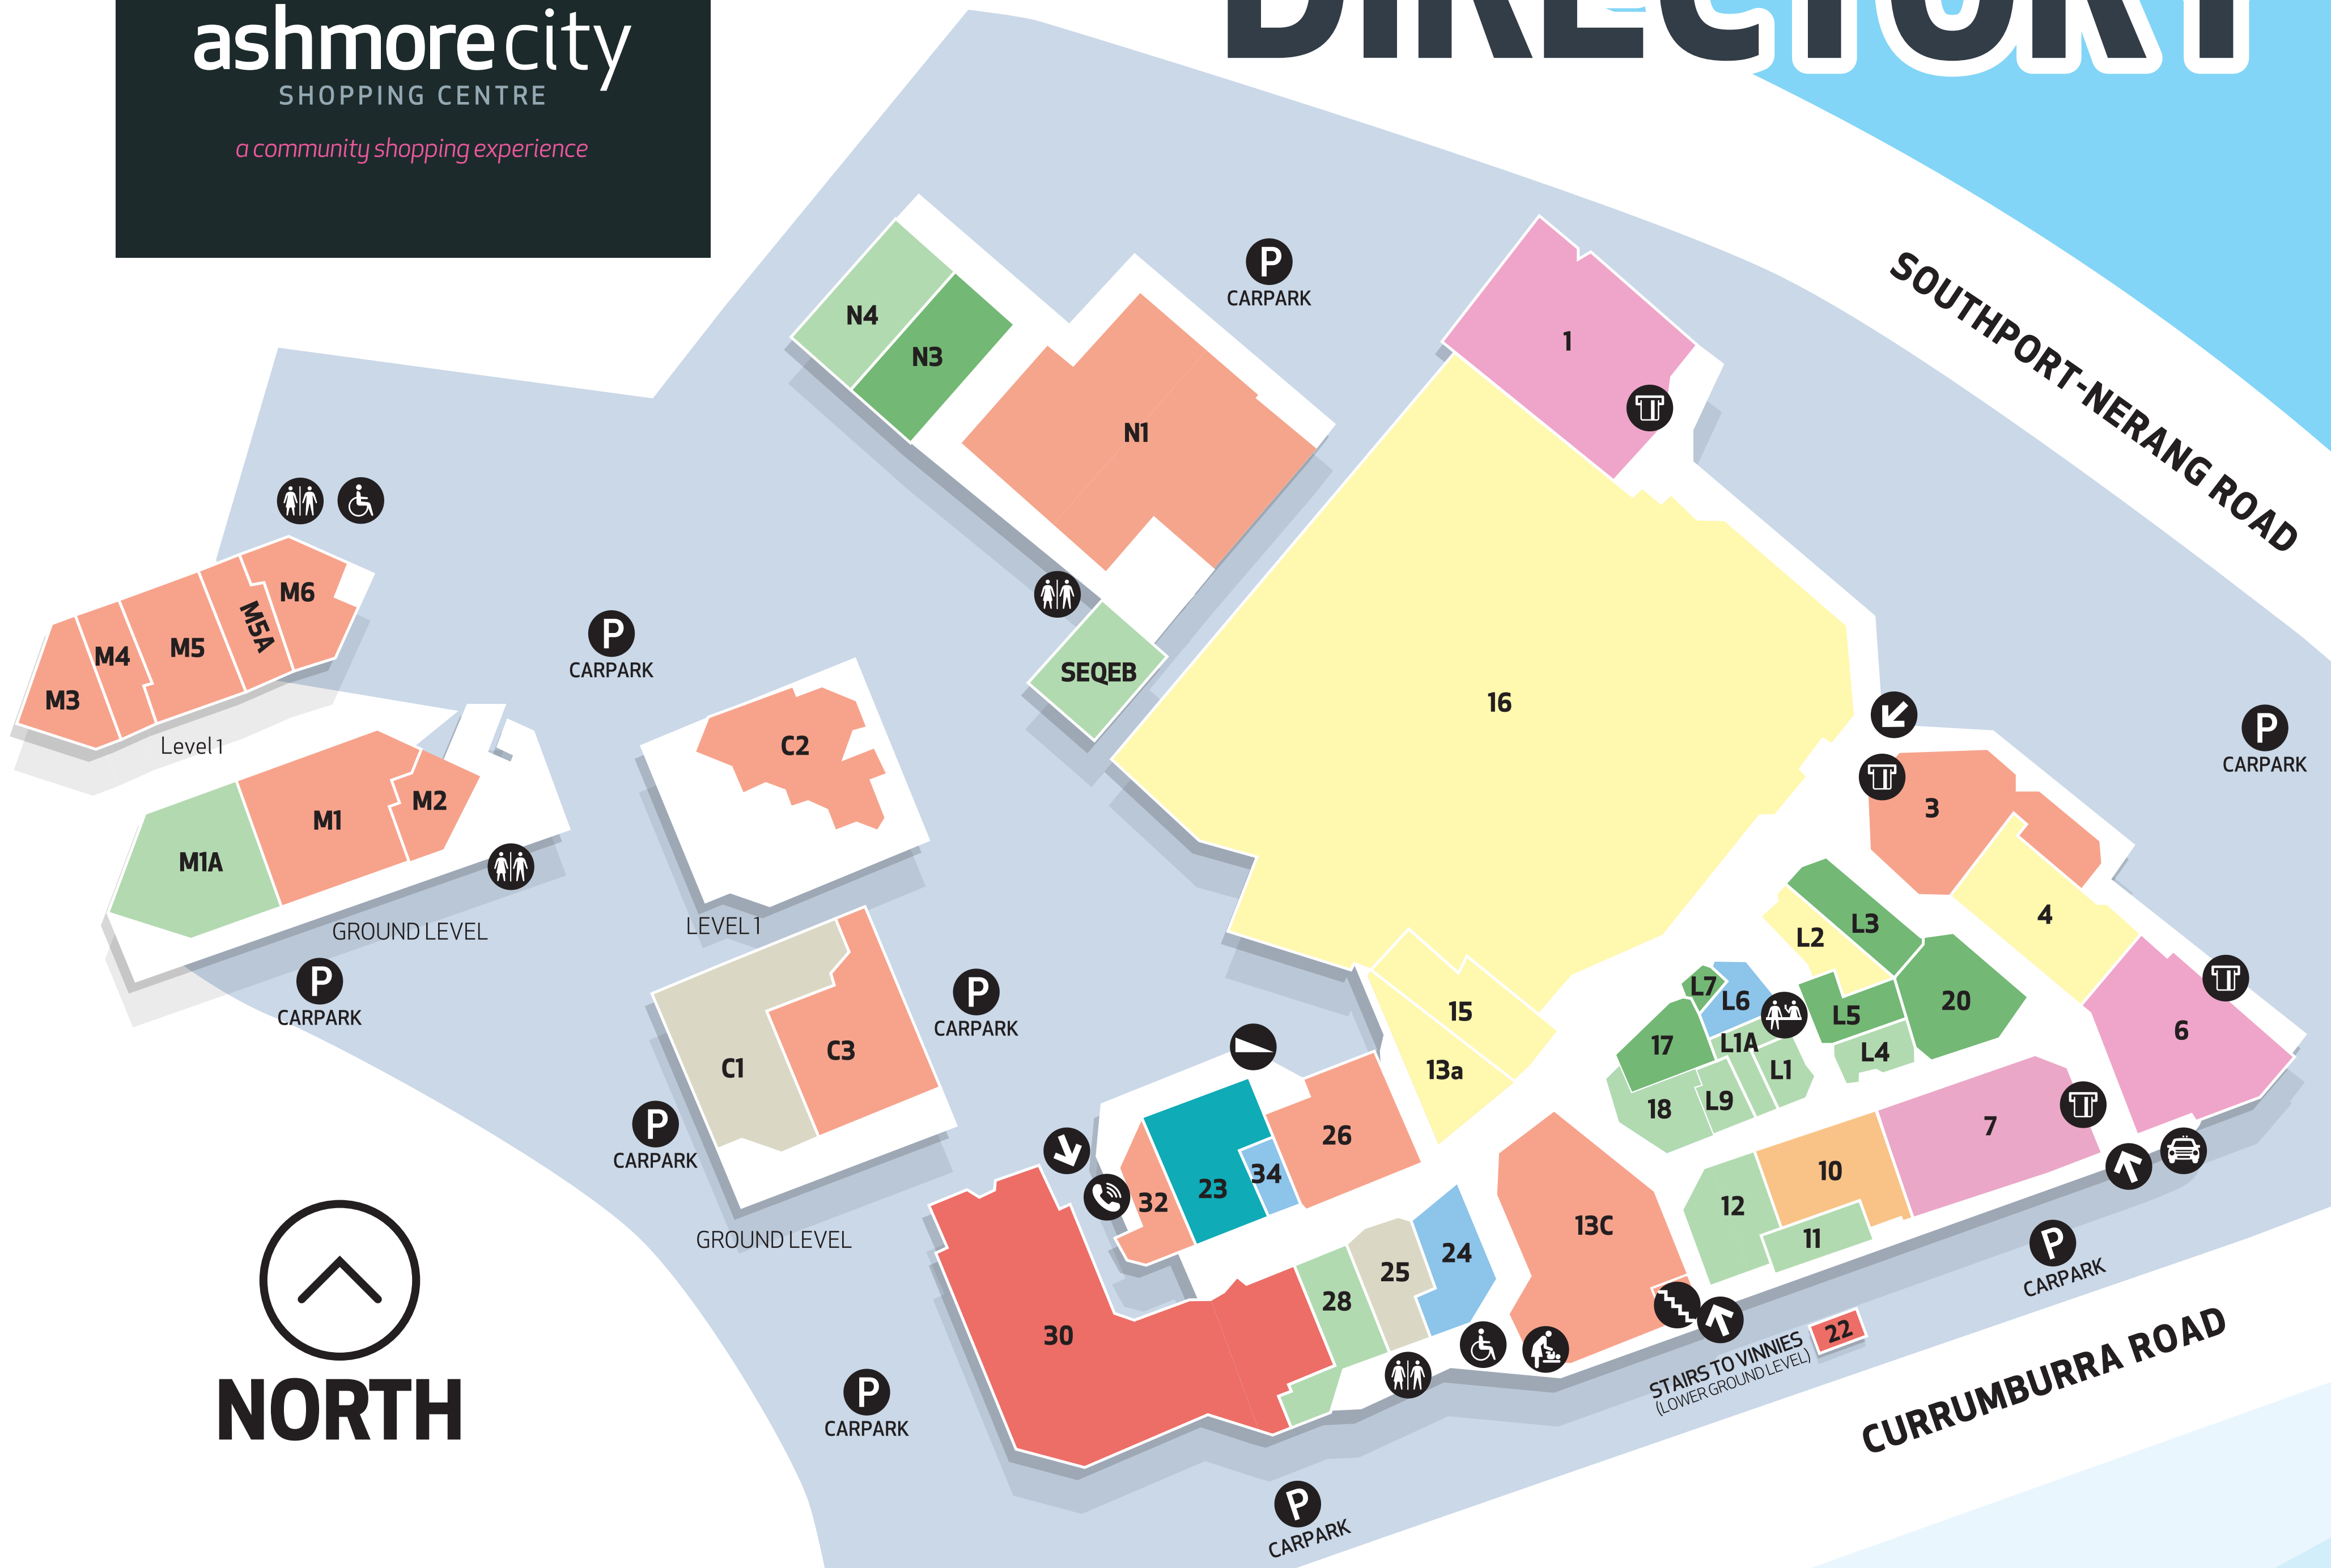 ashmore city
SHOPPING CENTRE
a community shopping experience
DIRECTORY
SOUTHPORT-NERANG ROAD
P
CARPARK
1
N4
N3
N1
SEQEB
16
M6
M5A
M5
M4
M3
Level 1
P
CARPARK
M1A
M1
M2
GROUND LEVEL
P
CARPARK
C2
LEVEL 1
C1
C3
GROUND LEVEL
P
CARPARK
P
CARPARK
P
CARPARK
3
4
6
L3
L2
L7
L6
L5
20
17
L1A
L4
L1
18
L9
15
13a
7
10
12
11
26
34
23
32
13C
24
25
28
30
22
STAIRS TO VINNIES
(LOWER GROUND LEVEL)
P
CARPARK
CURRUMBURRA ROAD
P
CARPARK
P
CARPARK
NORTH